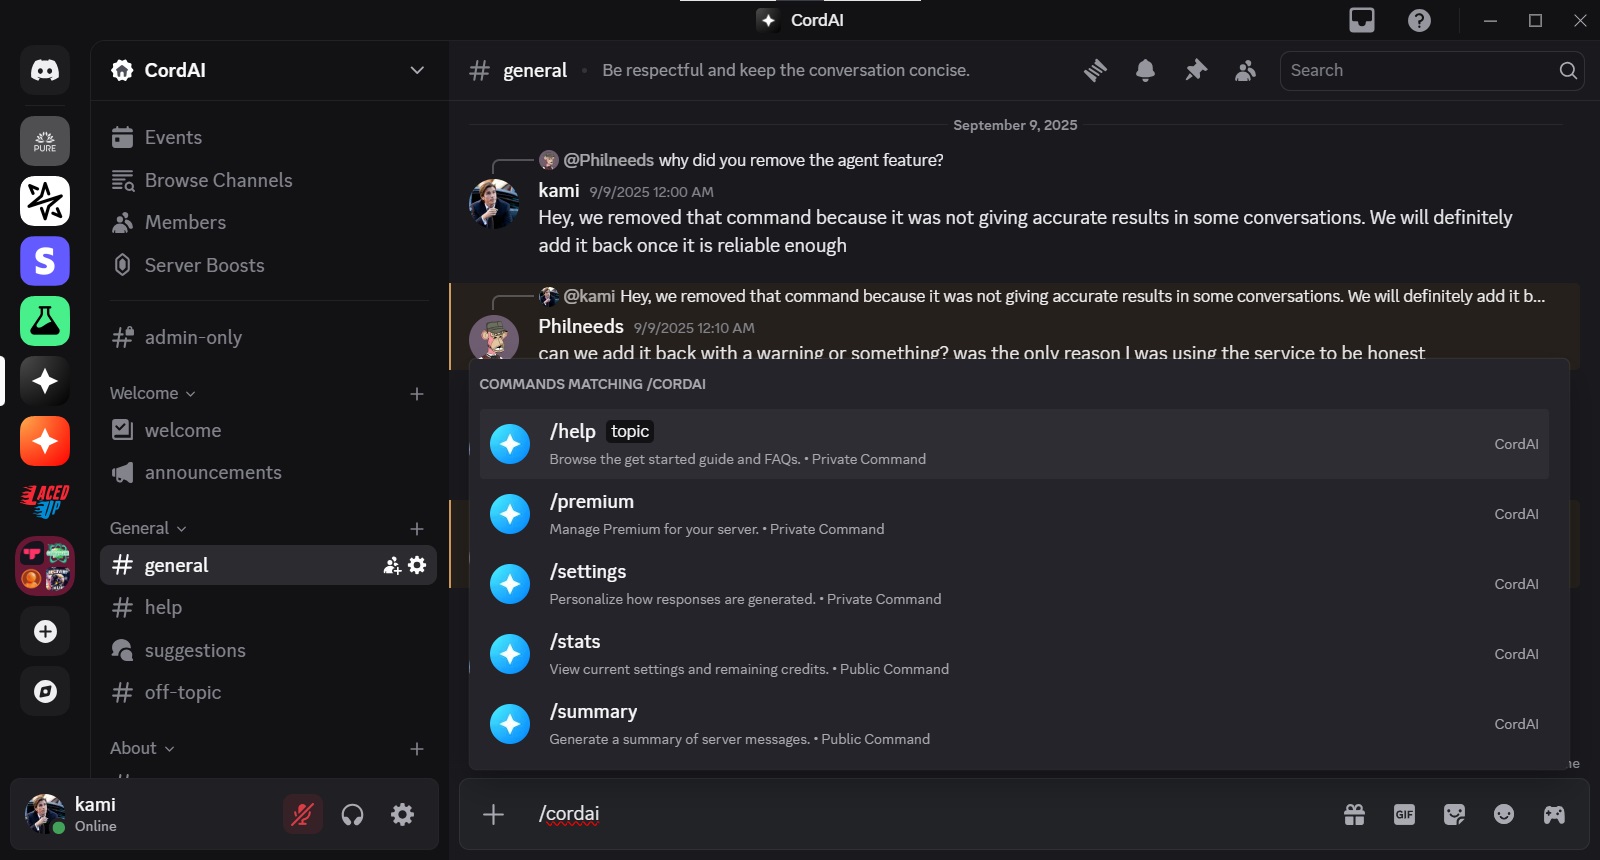 CordAI
PURE
CordAI
Events
Browse Channels
Members
Server Boosts
admin-only
Welcome
welcome
announcements
LACED UP
General
general
help
suggestions
off-topic
About
kami
Online
# general • Be respectful and keep the conversation concise.
Search
September 9, 2025
@Philneeds why did you remove the agent feature?
kami 9/9/2025 12:00 AM
Hey, we removed that command because it was not giving accurate results in some conversations. We will definitely
add it back once it is reliable enough
@kami Hey, we removed that command because it was not giving accurate results in some conversations. We will definitely add it b...
Philneeds 9/9/2025 12:10 AM
can we add it back with a warning or something? was the only reason I was using the service to be honest
COMMANDS MATCHING /CORDAI
/help topic
Browse the get started guide and FAQs. • Private Command
CordAI
/premium
Manage Premium for your server. • Private Command
CordAI
/settings
Personalize how responses are generated. • Private Command
CordAI
/stats
View current settings and remaining credits. • Public Command
CordAI
/summary
Generate a summary of server messages. • Public Command
CordAI
/cordai
GIF